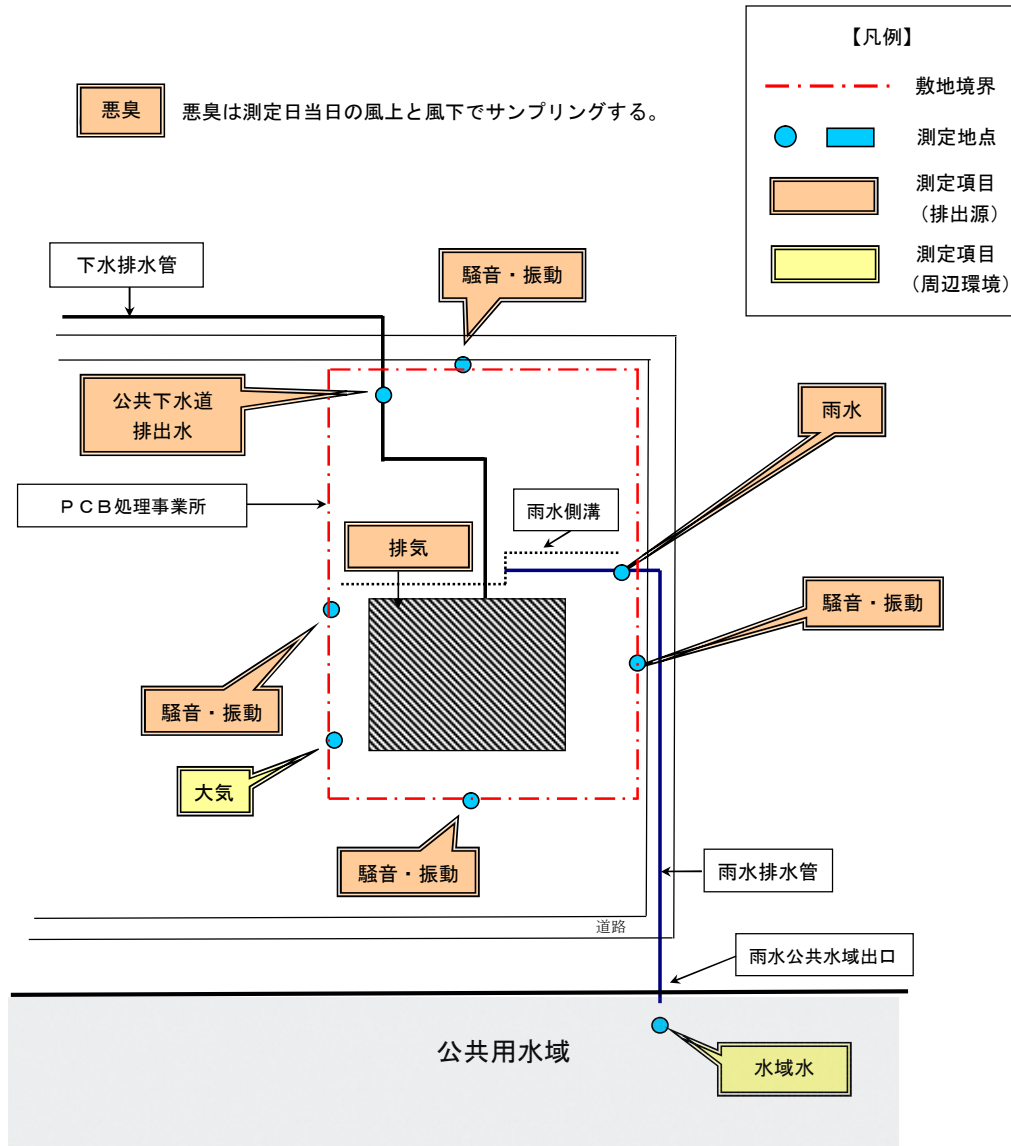 【凡例】
敷地境界
測定地点
測定項目
（排出源）
測定項目
（周辺環境）
悪臭
悪臭は測定日当日の風上と風下でサンプリングする。
下水排水管
騒音・振動
公共下水道
排出水
雨水
ＰＣＢ処理事業所
雨水側溝
排気
騒音・振動
騒音・振動
大気
騒音・振動
雨水排水管
道路
雨水公共水域出口
公共用水域
水域水